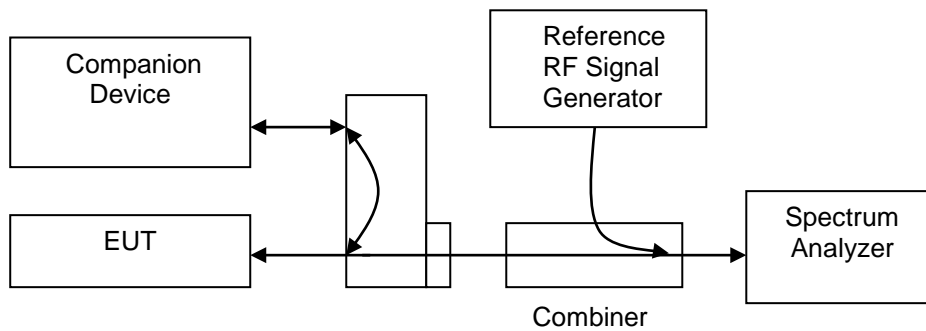 Companion
Device
Reference
RF Signal
Generator
EUT
Spectrum
Analyzer
Combiner